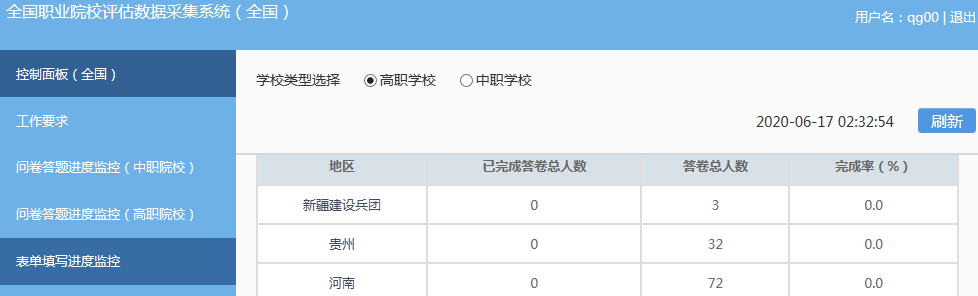 全国职业院校评估数据采集系统（全国）
用户名：qg00 | 退出
控制面板（全国）
工作要求
问卷答题进度监控（中职院校）
问卷答题进度监控（高职院校）
表单填写进度监控
学校类型选择 高职学校 中职学校
2020-06-17 02:32:54 刷新
地区 已完成答卷总人数 答卷总人数 完成率（%）
新疆建设兵团 0 3 0.0
贵州 0 32 0.0
河南 0 72 0.0